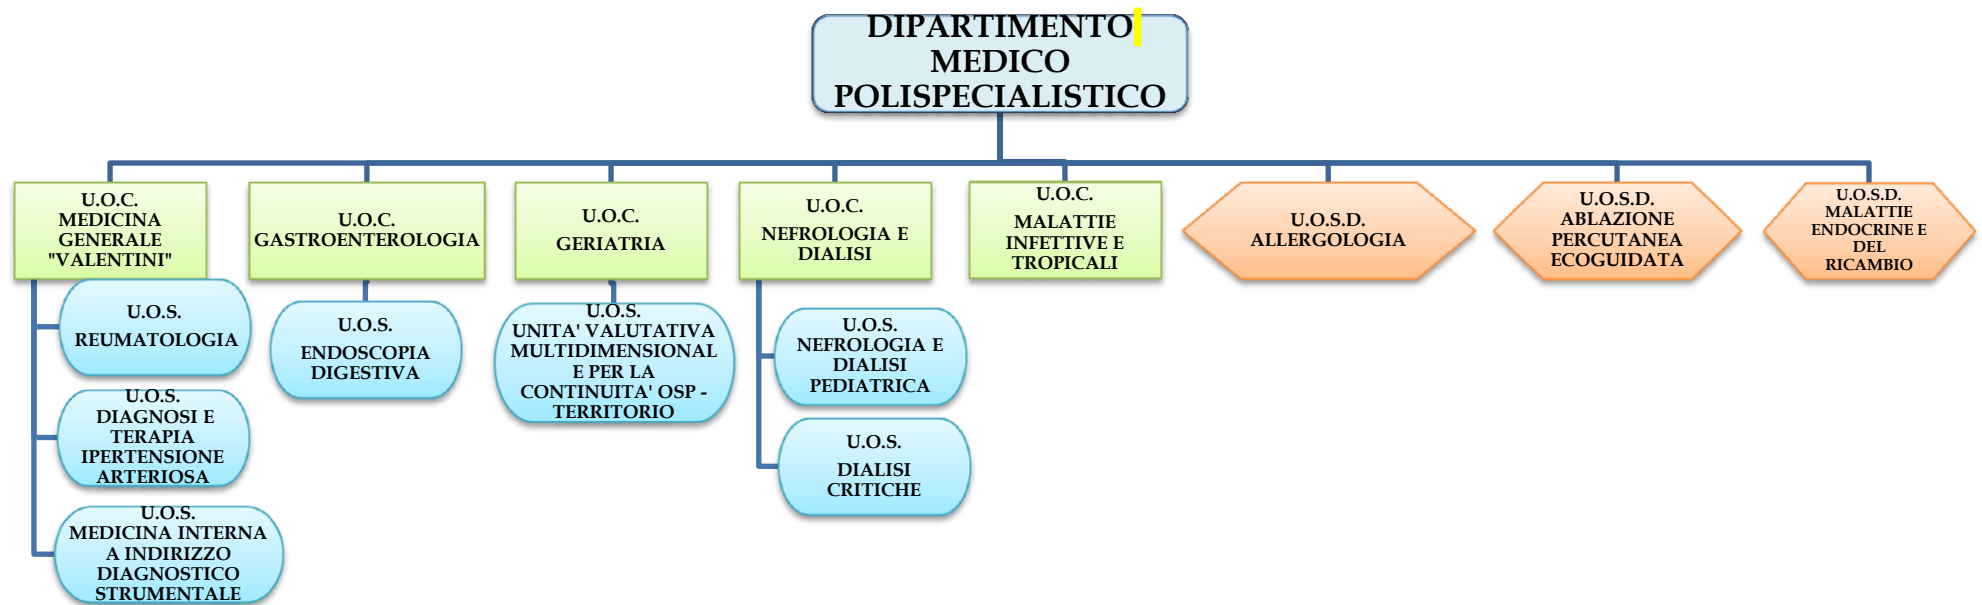 DIPARTIMENTO
MEDICO
POLISPECIALISTICO
U.O.C.
MEDICINA
GENERALE
"VALENTINI"
U.O.C.
GASTROENTEROLOGIA
U.O.C.
GERIATRIA
U.O.C.
NEFROLOGIA E
DIALISI
U.O.C.
MALATTIE
INFETTIVE E
TROPICALI
U.O.S.D.
ALLERGOLOGIA
U.O.S.D.
ABLAZIONE
PERCUTANEA
ECOGUIDATA
U.O.S.D.
MALATTIE
ENDOCRINE E
DEL
RICAMBIO
U.O.S.
REUMATOLOGIA
U.O.S.
DIAGNOSI E
TERAPIA
IPERTENSIONE
ARTERIOSA
U.O.S.
MEDICINA INTERNA
A INDIRIZZO
DIAGNOSTICO
STRUMENTALE
U.O.S.
ENDOSCOPIA
DIGESTIVA
U.O.S.
UNITA' VALUTATIVA
MULTIDIMENSIONAL
E PER LA
CONTINUITA' OSP -
TERRITORIO
U.O.S.
NEFROLOGIA E
DIALISI
PEDIATRICA
U.O.S.
DIALISI
CRITICHE